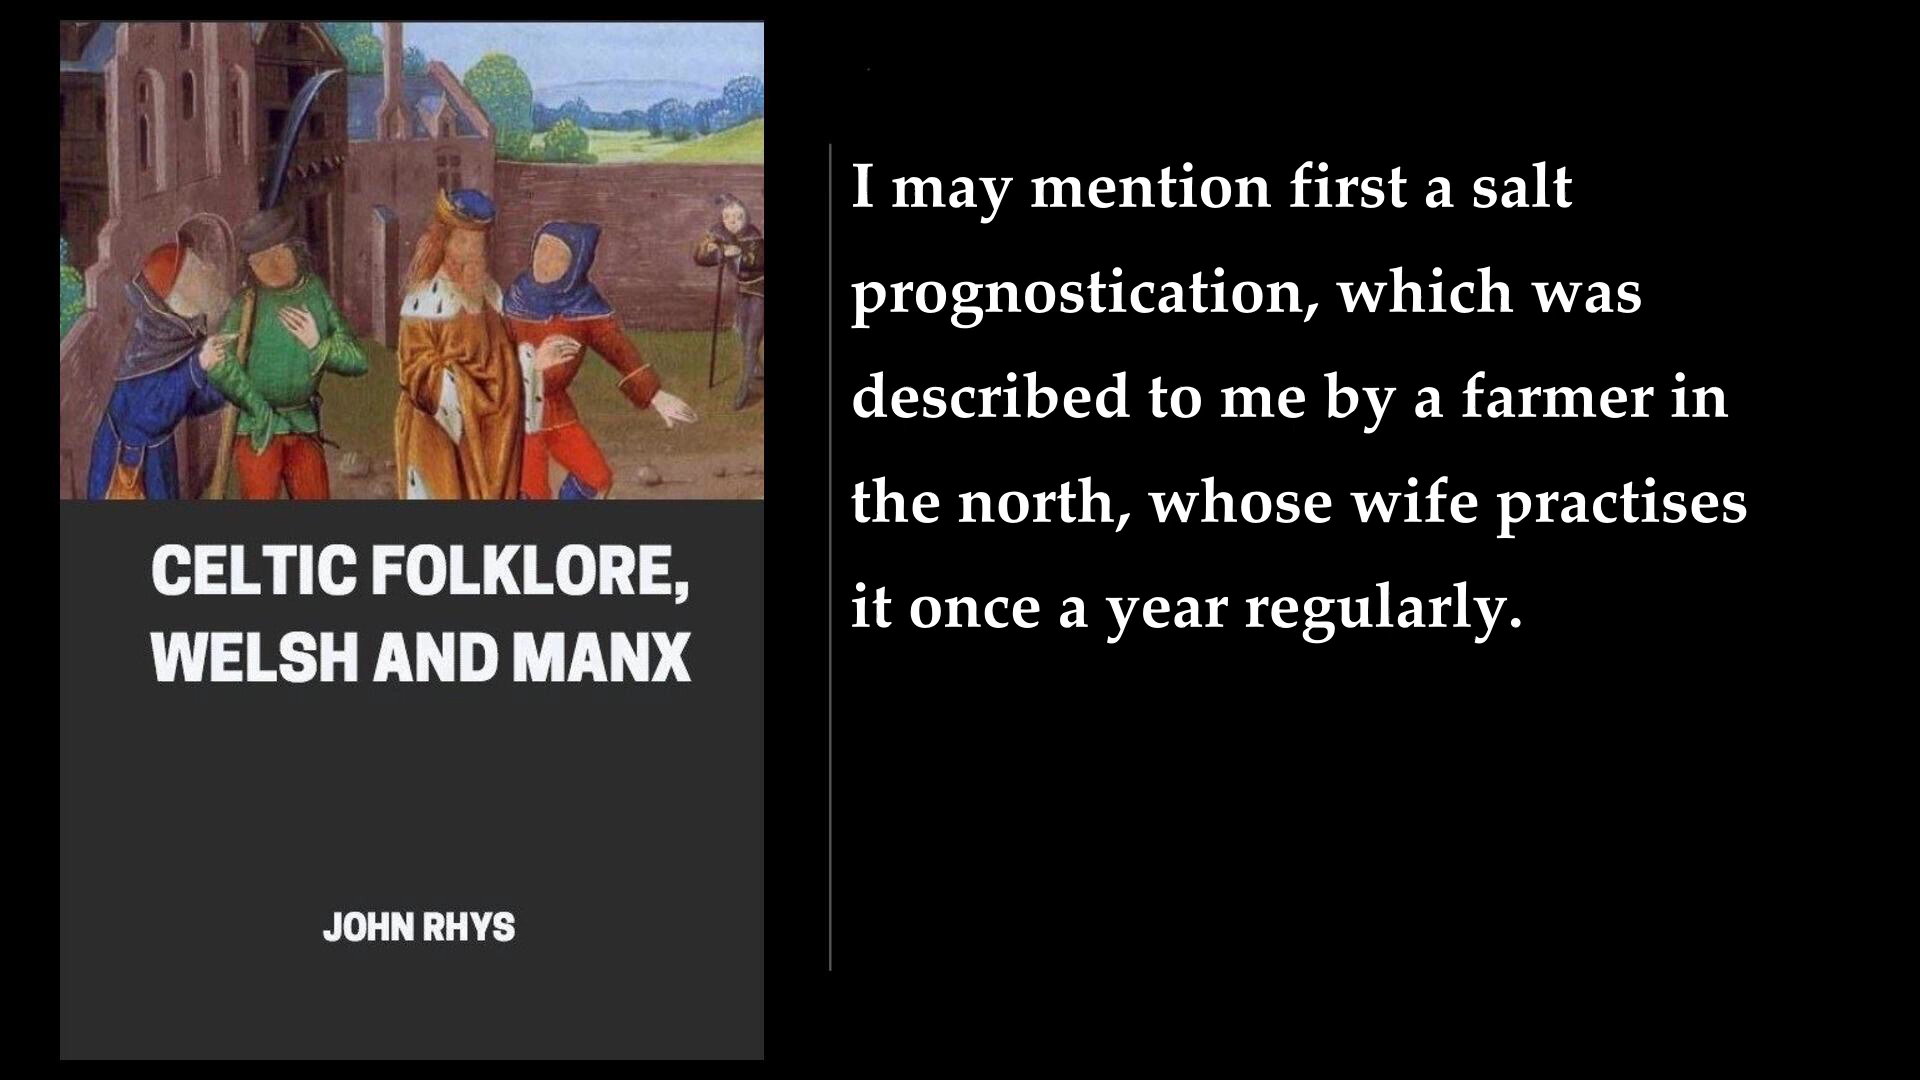 CELTIC FOLKLORE,
WELSH AND MANX
JOHN RHYS
I may mention first a salt
prognostication, which was
described to me by a farmer in
the north, whose wife practises
it once a year regularly.